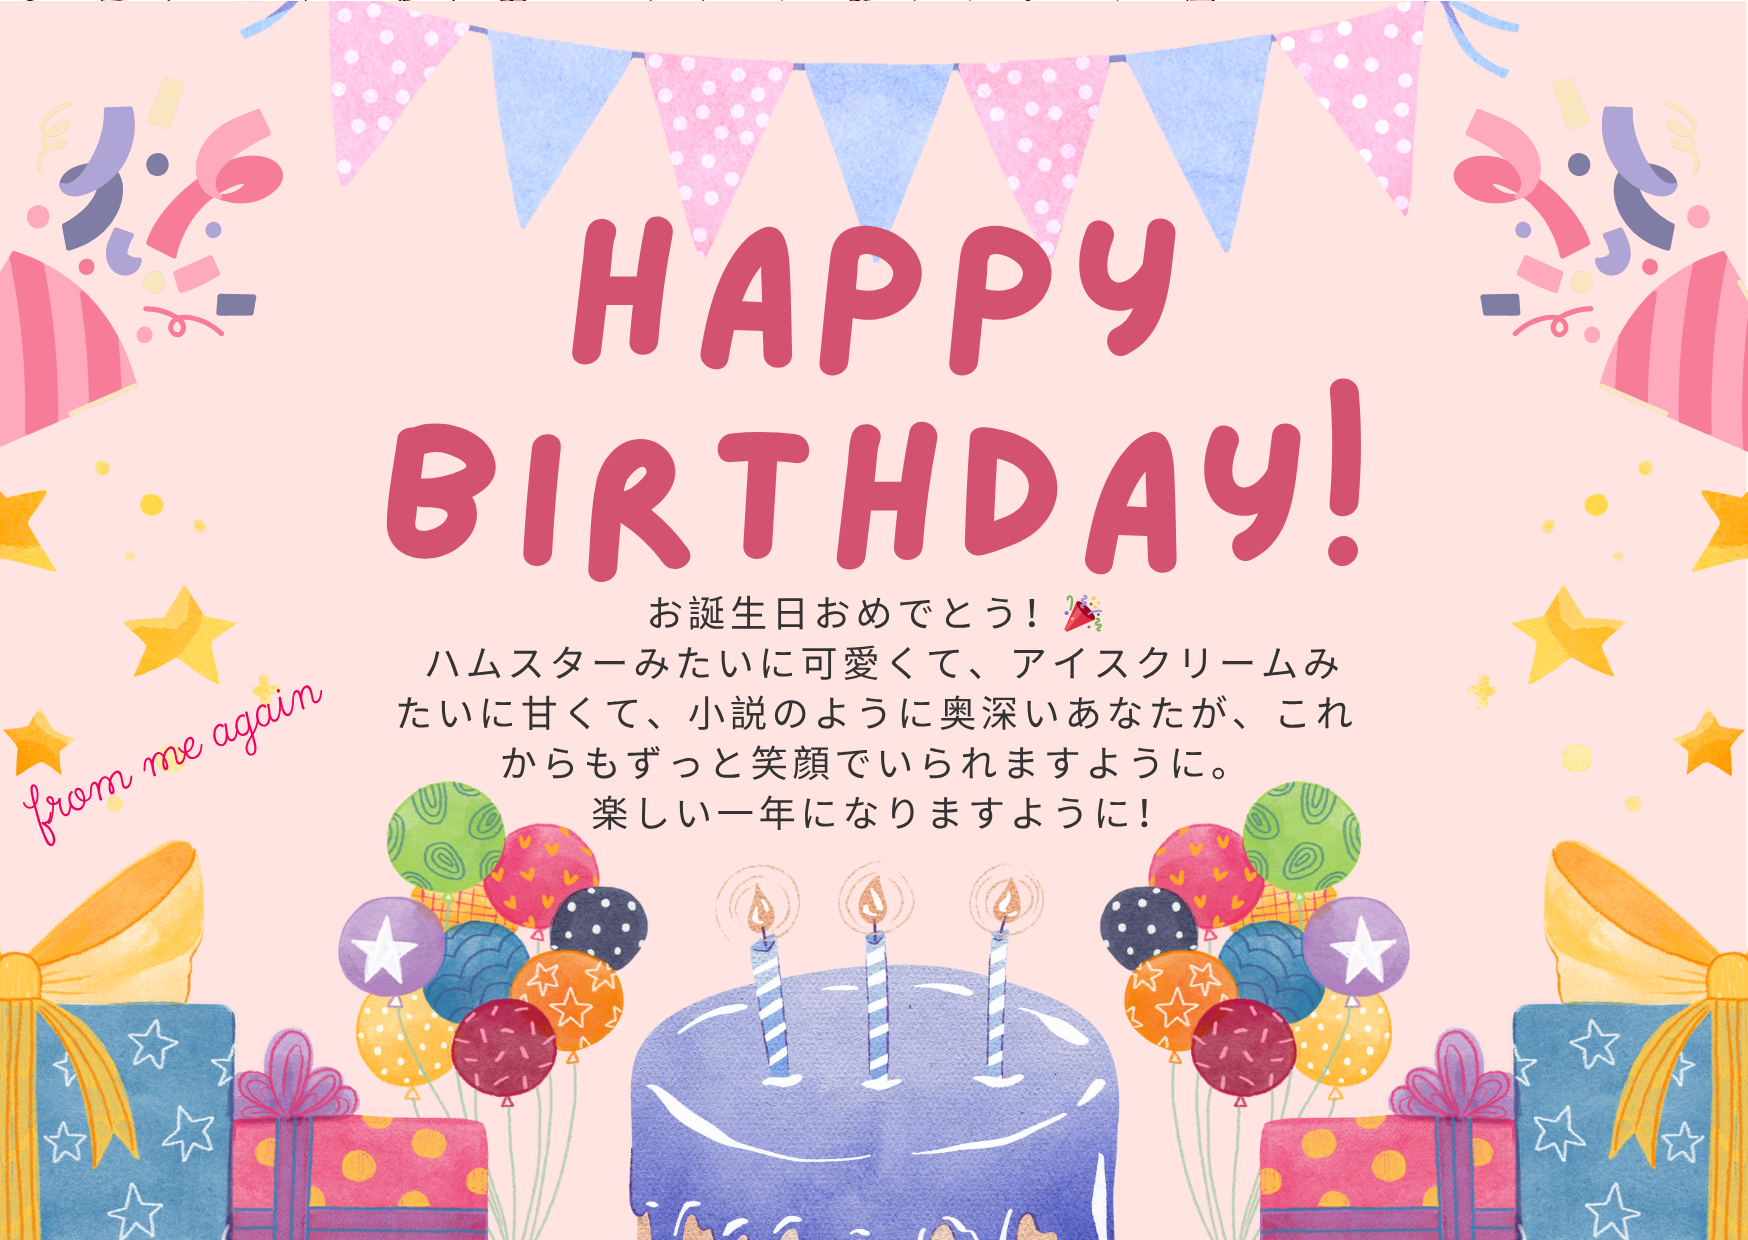 HAPPY
BIRTHDAY!
お誕生日おめでとう! 🎉
ハムスターみたいに可愛くて、アイスクリームみ
たいに甘くて、小説のように奥深いあなたが、これ
からもずっと笑顔でいられますように。
楽しい一年になりますように!
from me again